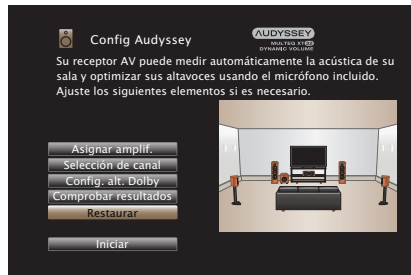 Config Audyssey
AUDYSSEY
MULTEQ XT32
DYNAMIC VOLUME
Su receptor AV puede medir automáticamente la acústica de su
sala y optimizar sus altavoces usando el micrófono incluido.
Ajuste los siguientes elementos si es necesario.
Asignar amplif.
Selección de canal
Config. alt. Dolby
Comprobar resultados
Restaurar
Iniciar